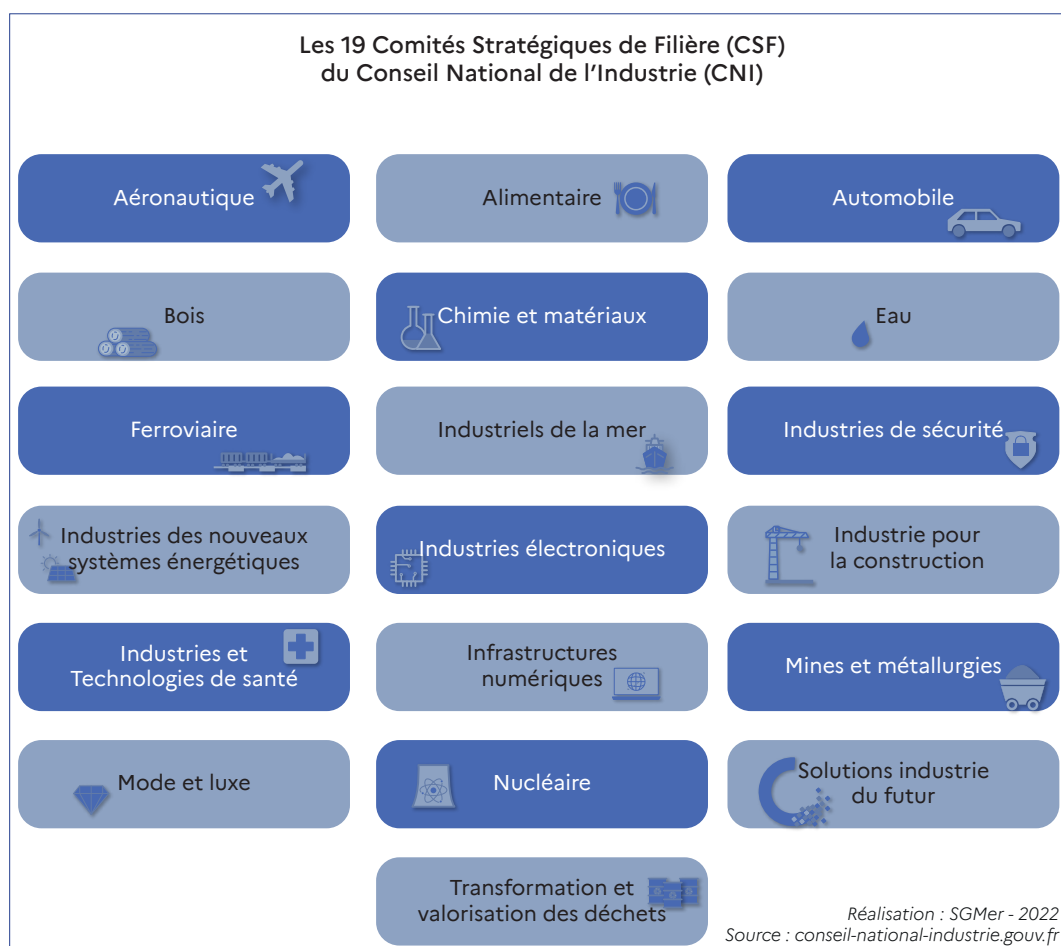 Les 19 Comités Stratégiques de Filière (CSF)
du Conseil National de l'Industrie (CNI)
Aéronautique
Alimentaire
Automobile
Bois
Chimie et matériaux
Eau
Ferroviaire
Industriels de la mer
Industries de sécurité
Industries des nouveaux
systèmes énergétiques
Industries électroniques
Industrie pour
la construction
Industries et
Technologies de santé
Infrastructures
numériques
Mines et métallurgies
Mode et luxe
Nucléaire
Solutions industrie
du futur
Transformation et
valorisation des déchets
Réalisation : SGMer - 2022
Source : conseil-national-industrie.gouv.fr